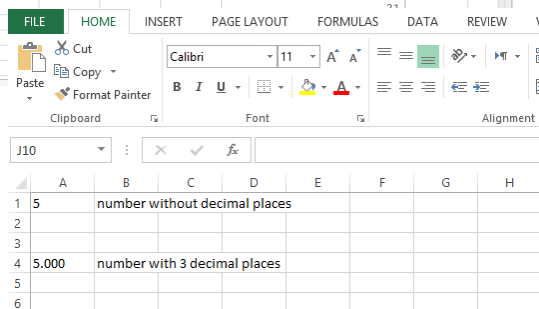 21
FILE HOME INSERT PAGE LAYOUT FORMULAS DATA REVIEW
Cut
Copy
Format Painter
Paste
Clipboard
Calibri 11 A A
B I U A
Font
Alignment
J10 fx
A B C D E F G H
1 5 number without decimal places
2
3
4 5.000 number with 3 decimal places
5
6